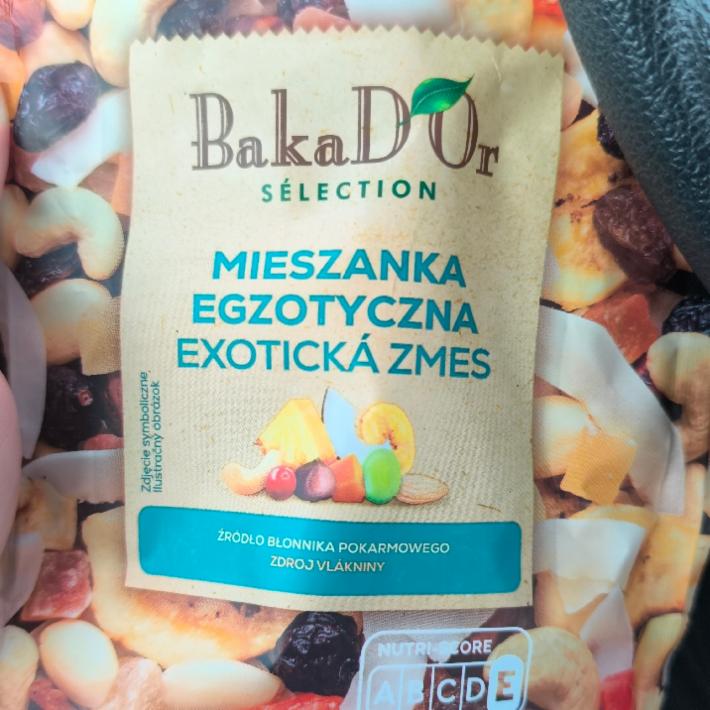 BakaD'Or
SÉLECTION
MIESZANKA
EGZOTYCZNA
EXOTICKÁ ZMES
Zdjęcie symboliczne
Ilustračný obrázok
ŹRÓDŁO BŁONNIKA POKARMOWEGO
ZDROJ VLÁKNINY
NUTRI-SCORE
A B C D E